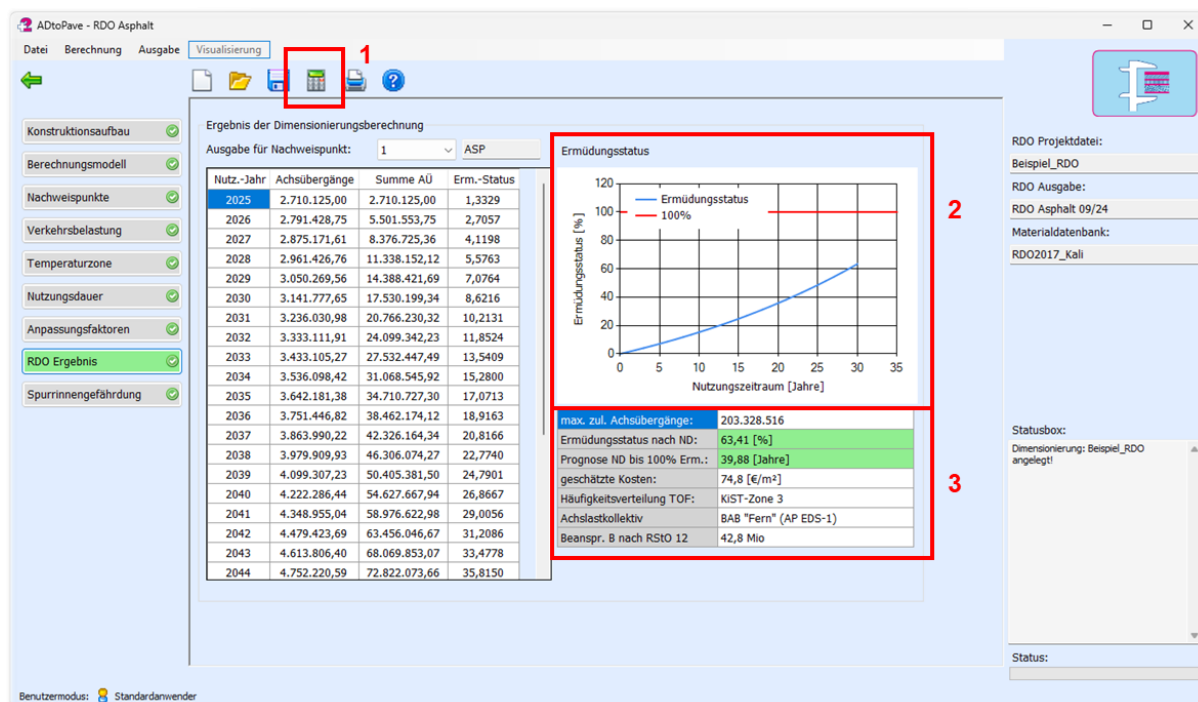 ADtoPave - RDO Asphalt
Datei Berechnung Ausgabe Visualisierung
1
Konstruktionsaufbau
Berechnungsmodell
Nachweispunkte
Verkehrsbelastung
Temperaturzone
Nutzungsdauer
Anpassungsfaktoren
RDO Ergebnis
Spurrinnengefährdung
Ergebnis der Dimensionierungsberechnung
Ausgabe für Nachweispunkt: 1 ASP
Nutz.-Jahr Achsübergänge Summe AÜ Erm.-Status
2025 2.710.125,00 2.710.125,00 1,3329
2026 2.791.428,75 5.501.553,75 2,7057
2027 2.875.171,61 8.376.725,36 4,1198
2028 2.961.426,76 11.338.152,12 5,5763
2029 3.050.269,56 14.388.421,69 7,0764
2030 3.141.777,65 17.530.199,34 8,6216
2031 3.236.030,98 20.766.230,32 10,2131
2032 3.333.111,91 24.099.342,23 11,8524
2033 3.433.105,27 27.532.447,49 13,5409
2034 3.536.098,42 31.068.545,92 15,2800
2035 3.642.181,38 34.710.727,30 17,0713
2036 3.751.446,82 38.462.174,12 18,9163
2037 3.863.990,22 42.326.164,34 20,8166
2038 3.979.909,93 46.306.074,27 22,7740
2039 4.099.307,23 50.405.381,50 24,7901
2040 4.222.286,44 54.627.667,94 26,8667
2041 4.348.955,04 58.976.622,98 29,0056
2042 4.479.423,69 63.456.046,67 31,2086
2043 4.613.806,40 68.069.853,07 33,4778
2044 4.752.220,59 72.822.073,66 35,8150
Ermüdungsstatus
Ermüdungsstatus [%]
120
100
80
60
40
20
0
Ermüdungsstatus
100%
0 5 10 15 20 25 30 35
Nutzungszeitraum [Jahre]
2
max. zul. Achsübergänge: 203.328.516
Ermüdungsstatus nach ND: 63,41 [%]
Prognose ND bis 100% Erm.: 39,88 [Jahre]
geschätzte Kosten: 74,8 [€/m²]
Häufigkeitsverteilung TOF: KiST-Zone 3
Achslastkollektiv BAB "Fern" (AP EDS-1)
Beanspr. B nach RStO 12 42,8 Mio
3
RDO Projektdatei:
Beispiel_RDO
RDO Ausgabe:
RDO Asphalt 09/24
Materialdatenbank:
RDO2017_Kali
Statusbox:
Dimensionierung: Beispiel_RDO
angelegt!
Status:
Benutzermodus: Standardanwender